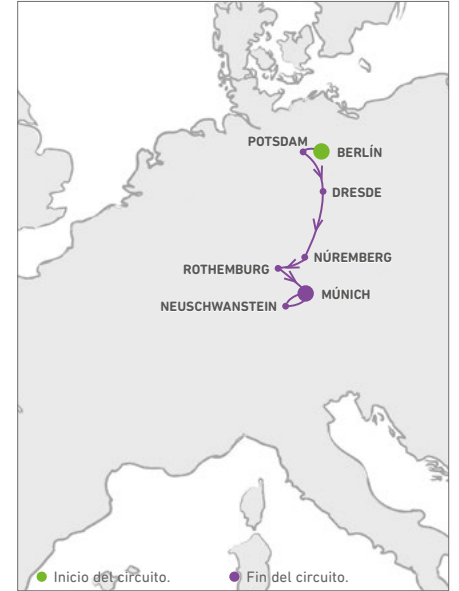 POTSDAM
BERLÍN
DRESDE
NÚREMBERG
ROTHEMBURG
MÚNICH
NEUSCHWANSTEIN
Inicio del circuito.
Fin del circuito.